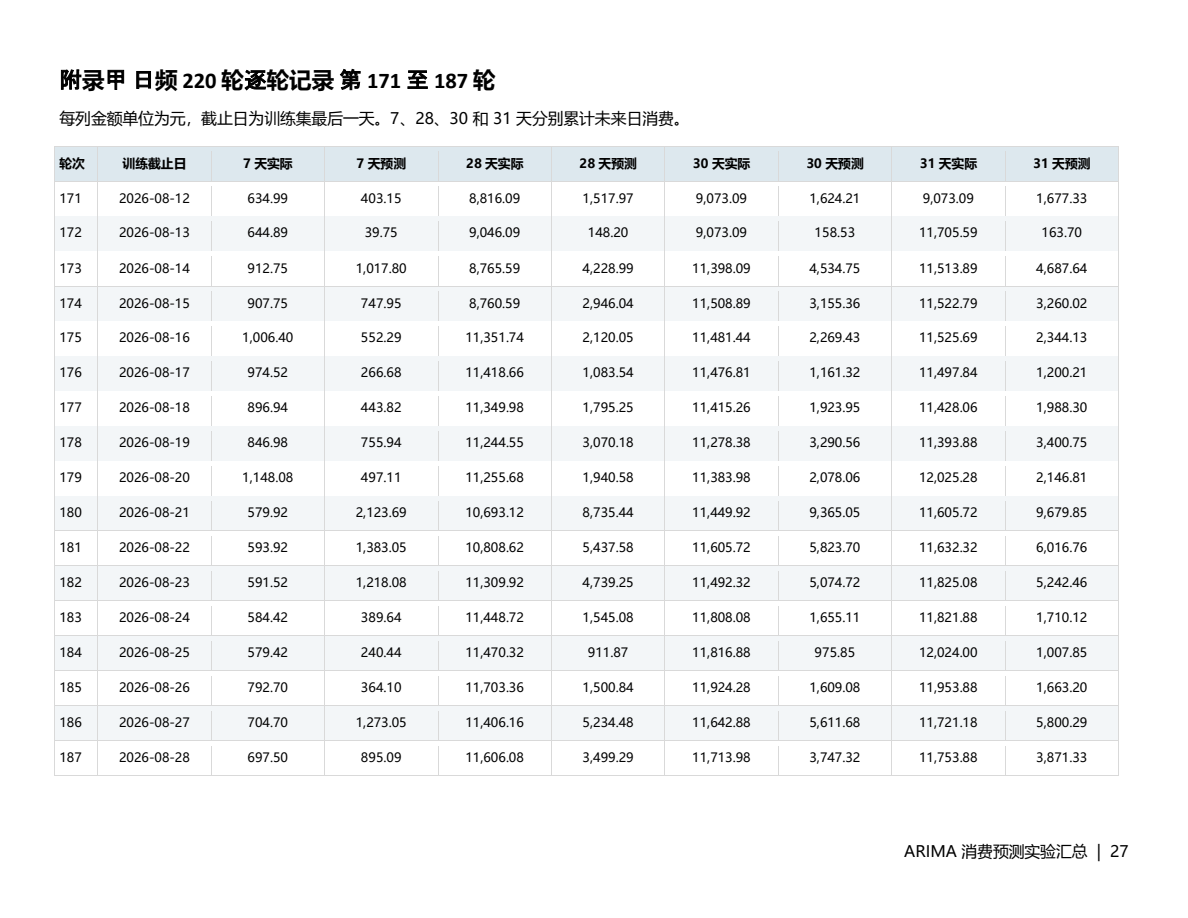 附录甲 日频 220 轮逐轮记录 第 171 至 187 轮
每列金额单位为元，截止日为训练集最后一天。7、28、30 和 31 天分别累计未来日消费。
轮次 训练截止日 7 天实际 7 天预测 28 天实际 28 天预测 30 天实际 30 天预测 31 天实际 31 天预测
171 2026-08-12 634.99 403.15 8,816.09 1,517.97 9,073.09 1,624.21 9,073.09 1,677.33
172 2026-08-13 644.89 39.75 9,046.09 148.20 9,073.09 158.53 11,705.59 163.70
173 2026-08-14 912.75 1,017.80 8,765.59 4,228.99 11,398.09 4,534.75 11,513.89 4,687.64
174 2026-08-15 907.75 747.95 8,760.59 2,946.04 11,508.89 3,155.36 11,522.79 3,260.02
175 2026-08-16 1,006.40 552.29 11,351.74 2,120.05 11,481.44 2,269.43 11,525.69 2,344.13
176 2026-08-17 974.52 266.68 11,418.66 1,083.54 11,476.81 1,161.32 11,497.84 1,200.21
177 2026-08-18 896.94 443.82 11,349.98 1,795.25 11,415.26 1,923.95 11,428.06 1,988.30
178 2026-08-19 846.98 755.94 11,244.55 3,070.18 11,278.38 3,290.56 11,393.88 3,400.75
179 2026-08-20 1,148.08 497.11 11,255.68 1,940.58 11,383.98 2,078.06 12,025.28 2,146.81
180 2026-08-21 579.92 2,123.69 10,693.12 8,735.44 11,449.92 9,365.05 11,605.72 9,679.85
181 2026-08-22 593.92 1,383.05 10,808.62 5,437.58 11,605.72 5,823.70 11,632.32 6,016.76
182 2026-08-23 591.52 1,218.08 11,309.92 4,739.25 11,492.32 5,074.72 11,825.08 5,242.46
183 2026-08-24 584.42 389.64 11,448.72 1,545.08 11,808.08 1,655.11 11,821.88 1,710.12
184 2026-08-25 579.42 240.44 11,470.32 911.87 11,816.88 975.85 12,024.00 1,007.85
185 2026-08-26 792.70 364.10 11,703.36 1,500.84 11,924.28 1,609.08 11,953.88 1,663.20
186 2026-08-27 704.70 1,273.05 11,406.16 5,234.48 11,642.88 5,611.68 11,721.18 5,800.29
187 2026-08-28 697.50 895.09 11,606.08 3,499.29 11,713.98 3,747.32 11,753.88 3,871.33
ARIMA 消费预测实验汇总 | 27